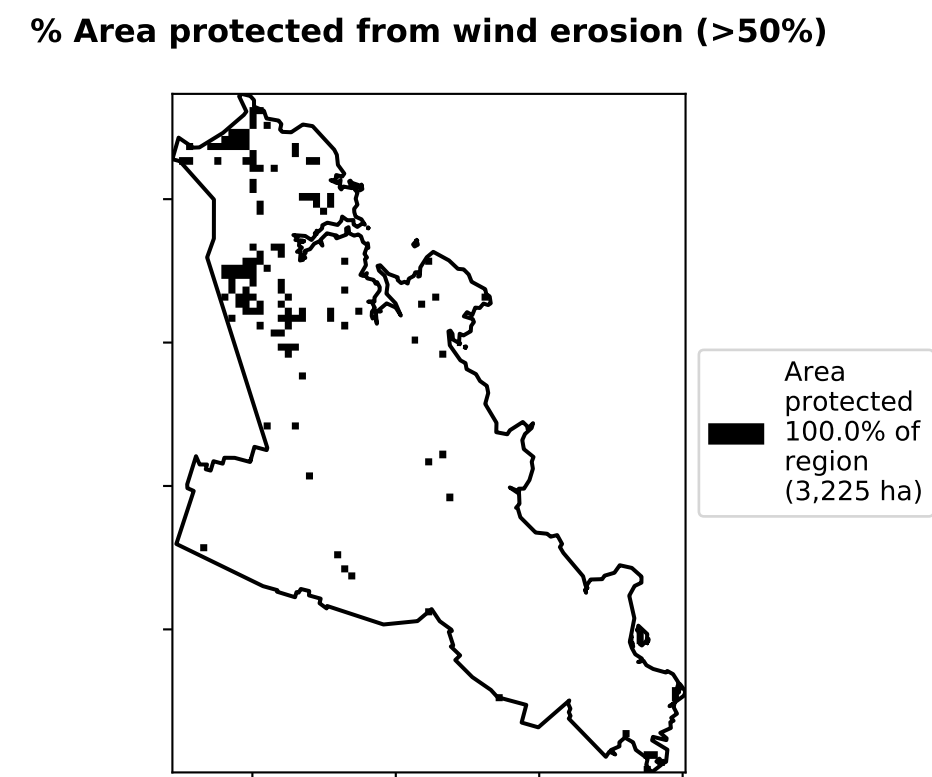 % Area protected from wind erosion (>50%)
Area
protected
100.0% of
region
(3,225 ha)